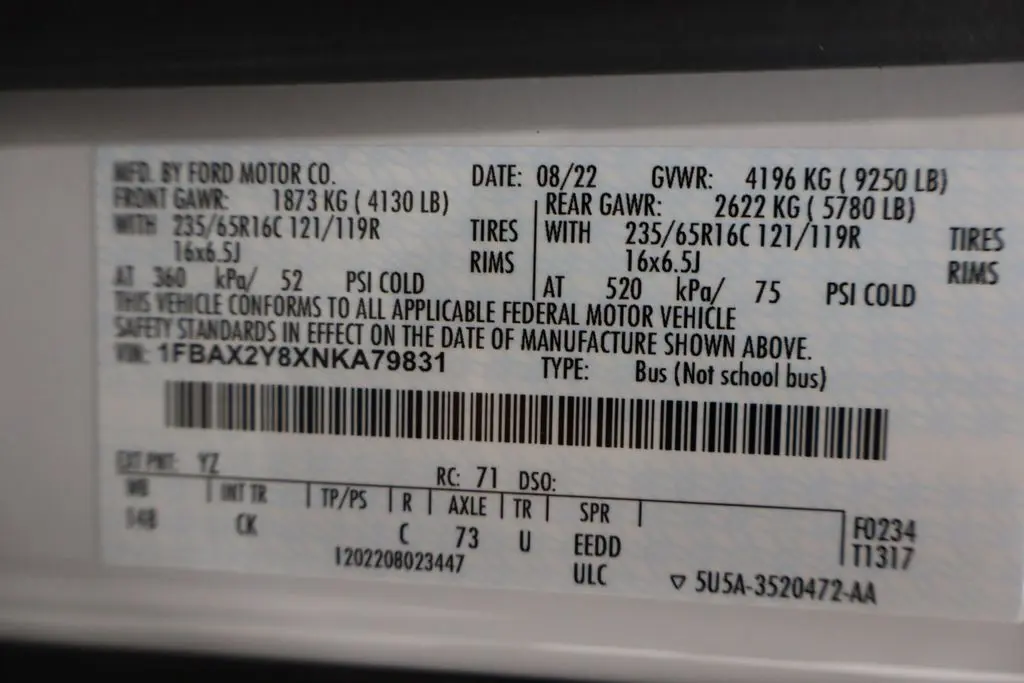 MFD. BY FORD MOTOR CO. DATE: 08/22 GVWR: 4196 KG ( 9250 LB)
FRONT GAWR: 1873 KG ( 4130 LB) REAR GAWR: 2622 KG ( 5780 LB)
WITH 235/65R16C 121/119R TIRES WITH 235/65R16C 121/119R TIRES
16x6.5J RIMS 16x6.5J RIMS
AT 360 kPa/ 52 PSI COLD AT 520 kPa/ 75 PSI COLD
THIS VEHICLE CONFORMS TO ALL APPLICABLE FEDERAL MOTOR VEHICLE
SAFETY STANDARDS IN EFFECT ON THE DATE OF MANUFACTURE SHOWN ABOVE.
VIN: 1FBAX2Y8XNKA79831 TYPE: Bus (Not school bus)
EXT PNT: YZ RC: 71 DSO:
WB INT TR TP/PS R AXLE TR SPR
148 CK C 73 U EEDD
F0234
T1317
1202208023447 ULC ▽ 5U5A-3520472-AA